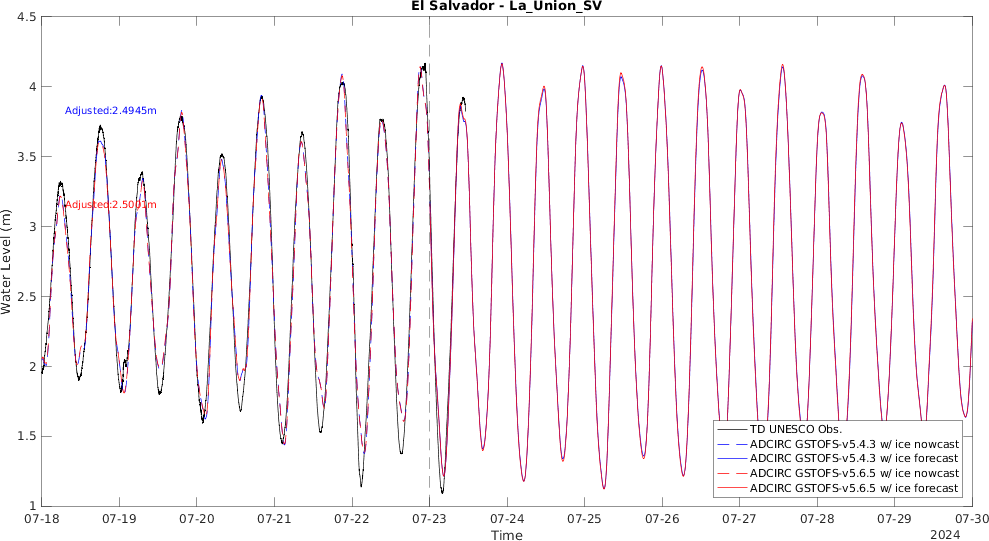 El Salvador - La_Union_SV
4.5
4
3.5
3
2.5
2
1.5
1
Water Level (m)
Adjusted:2.4945m
Adjusted:2.5091m
TD UNESCO Obs.
ADCIRC GSTOFS-v5.4.3 w/ ice nowcast
ADCIRC GSTOFS-v5.4.3 w/ ice forecast
ADCIRC GSTOFS-v5.6.5 w/ ice nowcast
ADCIRC GSTOFS-v5.6.5 w/ ice forecast
07-18 07-19 07-20 07-21 07-22 07-23 07-24 07-25 07-26 07-27 07-28 07-29 07-30
Time
2024